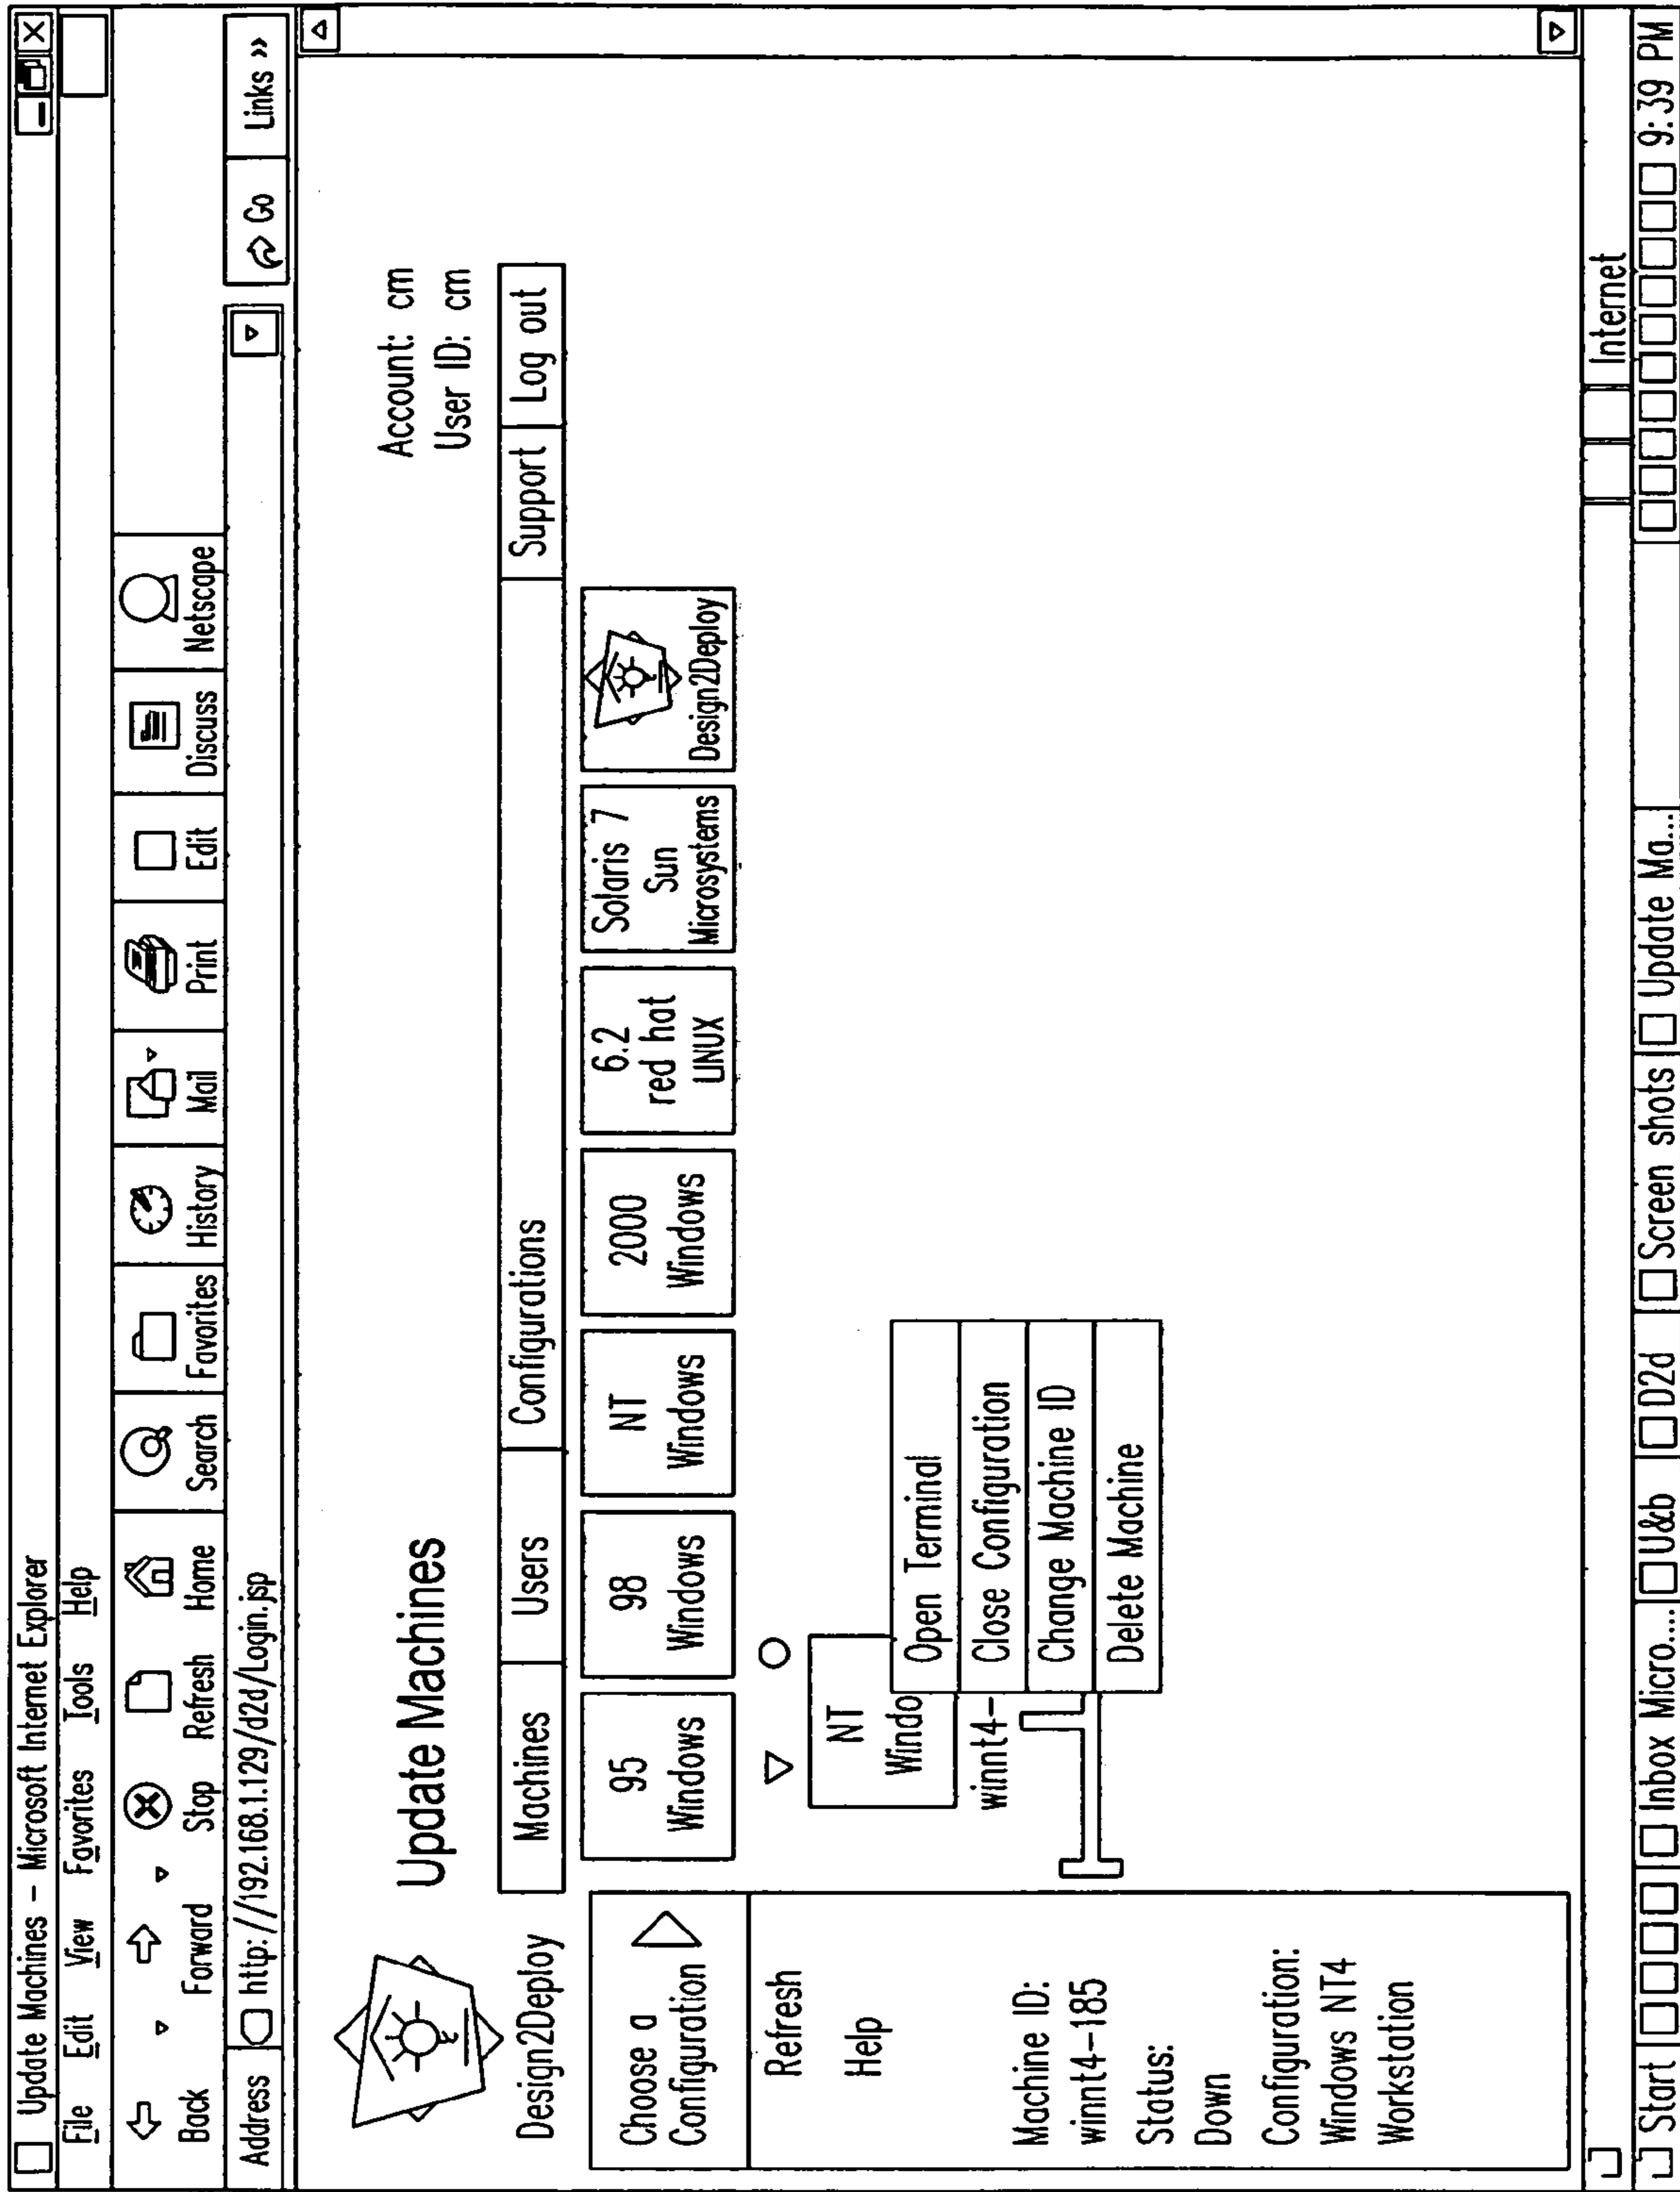 Update Machines – Microsoft Internet Explorer
File Edit View Favorites Tools Help
Back Forward Stop Refresh Home Search Favorites History Mail Print Edit Discuss Netscape
Address http://192.168.1.129/d2d/Login.jsp Go Links »
Design2Deploy
Update Machines
Account: cm
User ID: cm
Machines Users Configurations Support Log out
Choose a
Configuration
95
Windows
98
Windows
NT
Windows
2000
Windows
6.2
red hat
LINUX
Solaris 7
Sun
Microsystems
Design2Deploy
Refresh
Help
Machine ID:
winnt4-185
Status:
Down
Configuration:
Windows NT4
Workstation
NT
Windo
winnt4-
Open Terminal
Close Configuration
Change Machine ID
Delete Machine
Internet
Start Inbox Micro.... U&b D2d Screen shots Update Ma... 9:39 PM